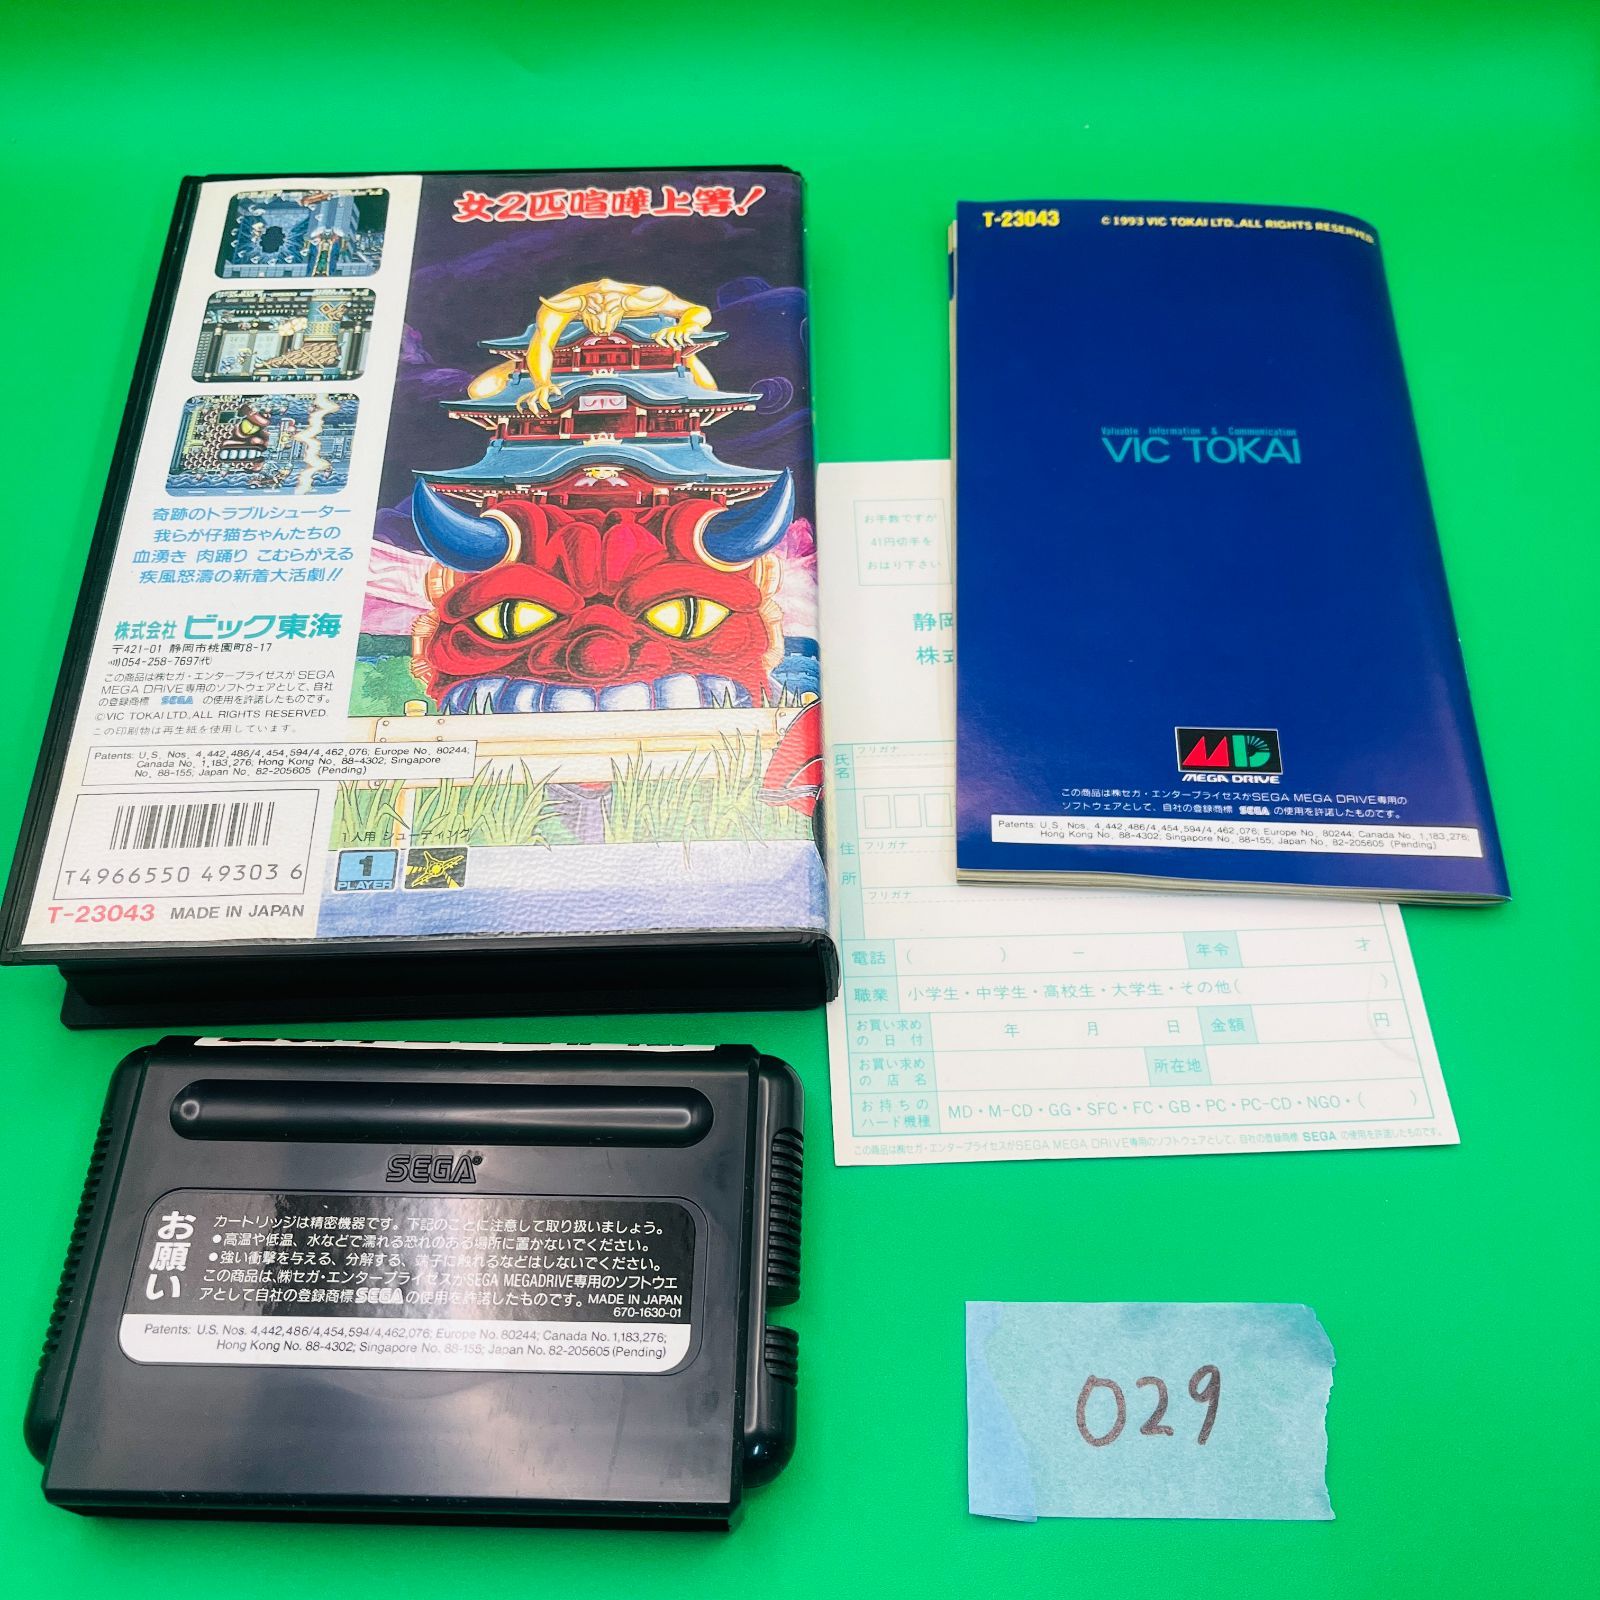 女2匹喧嘩上等!
奇跡のトラブルシューター
我らが仔猫ちゃんたちの
血湧き 肉踊り こむらがえる
疾風怒濤の新着大活劇!!
株式会社 ビック東海
〒421-01 静岡市桃園町8-17
054-258-7697代
この商品は㈱セガ・エンタープライゼスがSEGA
MEGA DRIVE専用のソフトウェアとして、自社
の登録商標 SEGA の使用を許諾したものです。
©VIC TOKAI LTD.,ALL RIGHTS RESERVED.
この印刷物は再生紙を使用しています。
Patents: U.S. Nos. 4,442,486/4,454,594/4,462,076; Europe No. 80244;
Canada No. 1,183,276; Hong Kong No. 88-4302; Singapore
No. 88-155; Japan No. 82-205605 (Pending)
T4966550 49303 6
T-23043 MADE IN JAPAN
1人用 シューティング
1
PLAYER
T-23043 © 1993 VIC TOKAI LTD.,ALL RIGHTS RESERVED.
Valuable Information & Communication
VIC TOKAI
MEGA DRIVE
この商品は㈱セガ・エンタープライゼスがSEGA MEGA DRIVE専用の
ソフトウェアとして、自社の登録商標 SEGA の使用を許諾したものです。
Patents: U.S. Nos. 4,442,486/4,454,594/4,462,076; Europe No. 80244; Canada No. 1,183,276;
Hong Kong No. 88-4302; Singapore No. 88-155; Japan No. 82-205605 (Pending)
お手数ですが
41円切手を
おはり下さい
静岡
株式
フリガナ
氏名
フリガナ
住所
フリガナ
電話 ( ) - 年令 才
職業 小学生・中学生・高校生・大学生・その他( )
お買い求め
の日付 年 月 日 金額 円
お買い求め
の店名 所在地
お持ちの
ハード機種 MD・M-CD・GG・SFC・FC・GB・PC・PC-CD・NGO・( )
この商品は㈱セガ・エンタープライゼスがSEGA MEGA DRIVE専用のソフトウェアとして、自社の登録商標 SEGA の使用を許諾したものです。
SEGA®
お願い
カートリッジは精密機器です。下記のことに注意して取り扱いましょう。
●高温や低温、水などで濡れる恐れのある場所に置かないでください。
●強い衝撃を与える、分解する、端子に触れるなどはしないでください。
この商品は、㈱セガ・エンタープライゼスがSEGA MEGADRIVE専用のソフトウエ
アとして自社の登録商標SEGAの使用を許諾したものです。MADE IN JAPAN
670-1630-01
Patents: U.S. Nos. 4,442,486/4,454,594/4,462,076; Europe No. 80244; Canada No. 1,183,276;
Hong Kong No. 88-4302; Singapore No. 88-155; Japan No. 82-205605 (Pending)
029